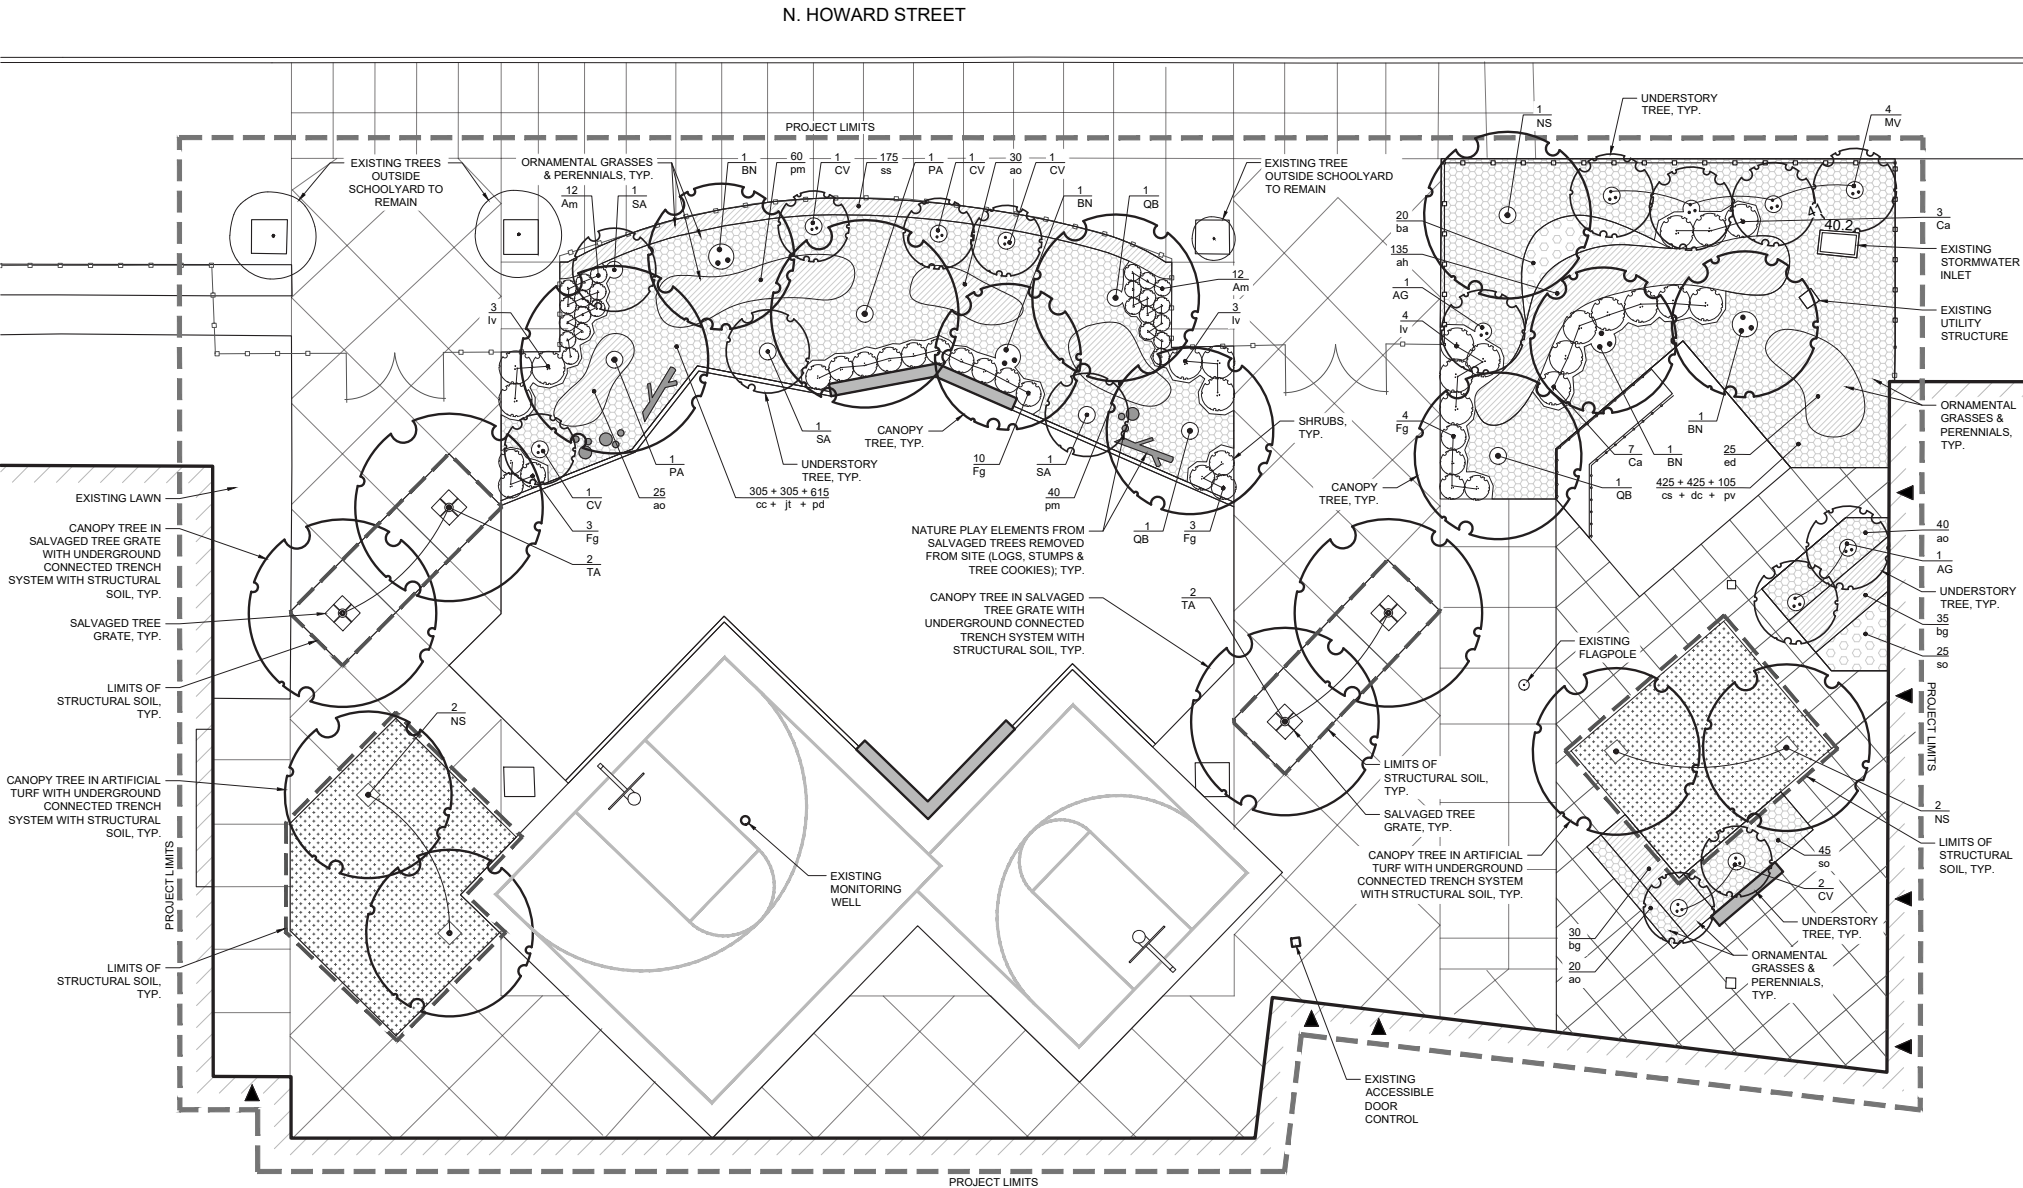 N. HOWARD STREET
PROJECT LIMITS
EXISTING TREES
OUTSIDE
SCHOOLYARD TO
REMAIN
ORNAMENTAL GRASSES
& PERENNIALS, TYP.
12
Am
1
SA
1
BN
60
pm
1
CV
175
ss
1
PA
1
CV
30
ao
1
CV
1
BN
1
QB
EXISTING TREE
OUTSIDE SCHOOLYARD
TO REMAIN
1
NS
UNDERSTORY
TREE, TYP.
4
MV
20
ba
135
ah
1
AG
4
Iv
3
Ca
40.2
EXISTING
STORMWATER
INLET
EXISTING
UTILITY
STRUCTURE
3
Iv
12
Am
3
Iv
4
Fg
SHRUBS,
TYP.
ORNAMENTAL
GRASSES &
PERENNIALS,
TYP.
CANOPY
TREE, TYP.
1
SA
UNDERSTORY
TREE, TYP.
1
PA
1
CV
25
ao
305 + 305 + 615
cc + jt + pd
10
Fg
1
SA
40
pm
1
QB
3
Fg
3
Fg
2
TA
CANOPY
TREE, TYP.
1
BN
7
Ca
1
BN
25
ed
1
QB
425 + 425 + 105
cs + dc + pv
EXISTING LAWN
CANOPY TREE IN
SALVAGED TREE GRATE
WITH UNDERGROUND
CONNECTED TRENCH
SYSTEM WITH STRUCTURAL
SOIL, TYP.
SALVAGED TREE
GRATE, TYP.
LIMITS OF
STRUCTURAL SOIL,
TYP.
NATURE PLAY ELEMENTS FROM
SALVAGED TREES REMOVED
FROM SITE (LOGS, STUMPS &
TREE COOKIES); TYP.
CANOPY TREE IN SALVAGED
TREE GRATE WITH
UNDERGROUND CONNECTED
TRENCH SYSTEM WITH
STRUCTURAL SOIL, TYP.
2
TA
EXISTING
FLAGPOLE
40
ao
1
AG
UNDERSTORY
TREE, TYP.
35
bg
25
so
PROJECT LIMITS
2
NS
CANOPY TREE IN ARTIFICIAL
TURF WITH UNDERGROUND
CONNECTED TRENCH
SYSTEM WITH STRUCTURAL
SOIL, TYP.
PROJECT LIMITS
LIMITS OF
STRUCTURAL SOIL,
TYP.
EXISTING
MONITORING
WELL
LIMITS OF
STRUCTURAL SOIL,
TYP.
SALVAGED TREE
GRATE, TYP.
CANOPY TREE IN ARTIFICIAL
TURF WITH UNDERGROUND
CONNECTED TRENCH SYSTEM
WITH STRUCTURAL SOIL, TYP.
2
NS
LIMITS OF
STRUCTURAL
SOIL, TYP.
45
so
2
CV
UNDERSTORY
TREE, TYP.
30
bg
20
ao
ORNAMENTAL
GRASSES &
PERENNIALS,
TYP.
EXISTING
ACCESSIBLE
DOOR
CONTROL
PROJECT LIMITS